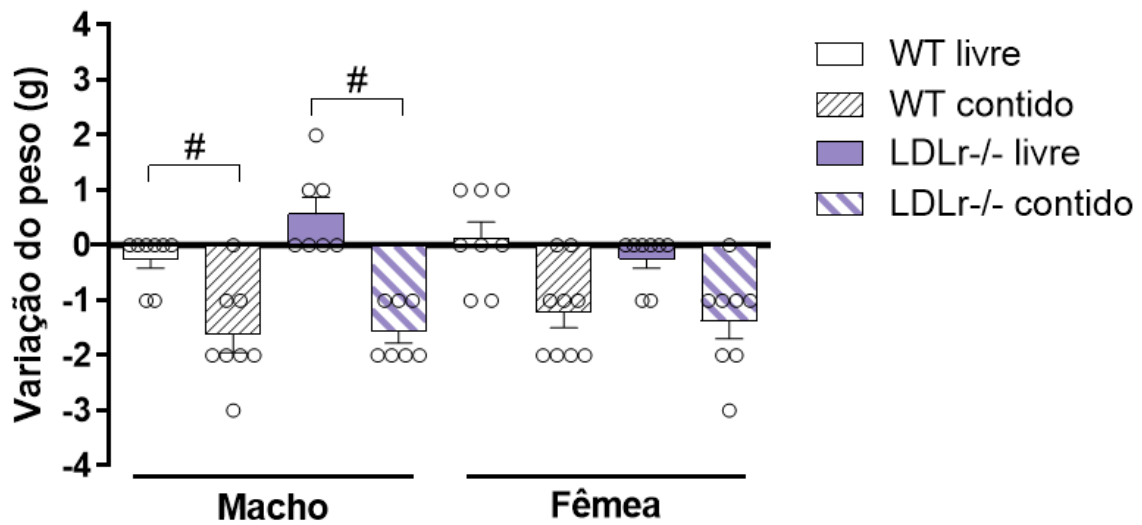 Variação do peso (g)
4
3
2
1
0
-1
-2
-3
-4
#
#
Macho
Fêmea
WT livre
WT contido
LDLr-/- livre
LDLr-/- contido